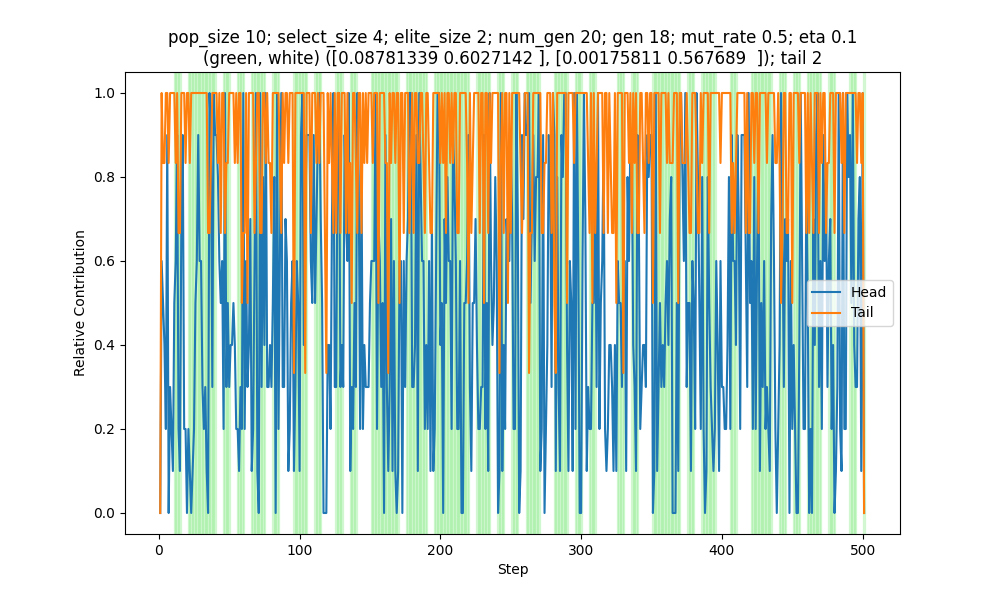 pop_size 10; select_size 4; elite_size 2; num_gen 20; gen 18; mut_rate 0.5; eta 0.1
(green, white) ([0.08781339 0.6027142 ], [0.00175811 0.567689  ]); tail 2
1.0
0.8
0.6
0.4
0.2
0.0
Relative Contribution
Head
Tail
0
100
200
300
400
500
Step